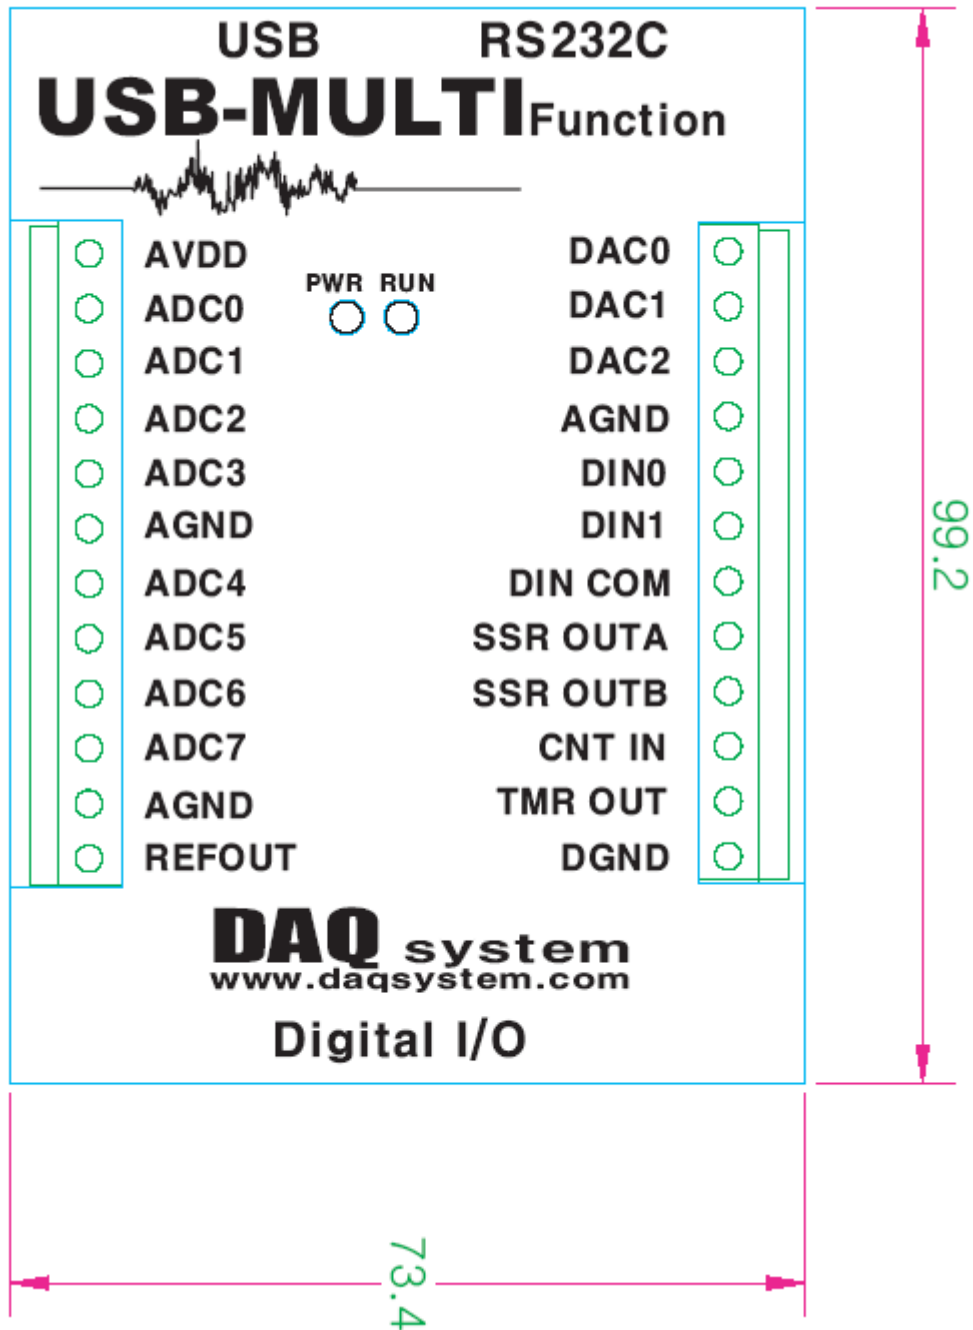 USB RS232C
USB-MULTI Function
AVDD
ADC0
ADC1
ADC2
ADC3
AGND
ADC4
ADC5
ADC6
ADC7
AGND
REFOUT
PWR RUN
DAC0
DAC1
DAC2
AGND
DIN0
DIN1
DIN COM
SSR OUTA
SSR OUTB
CNT IN
TMR OUT
DGND
DAQ system
www.daqsystem.com
Digital I/O
99.2
73.4